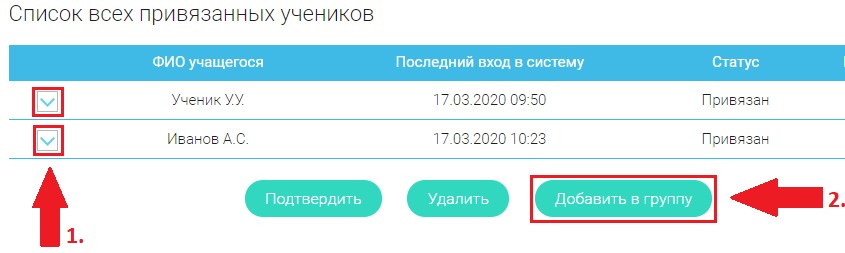 Список всех привязанных учеников
ФИО учащегося Последний вход в систему Статус
Ученик У.У. 17.03.2020 09:50 Привязан
Иванов А.С. 17.03.2020 10:23 Привязан
Подтвердить Удалить Добавить в группу 2.
1.